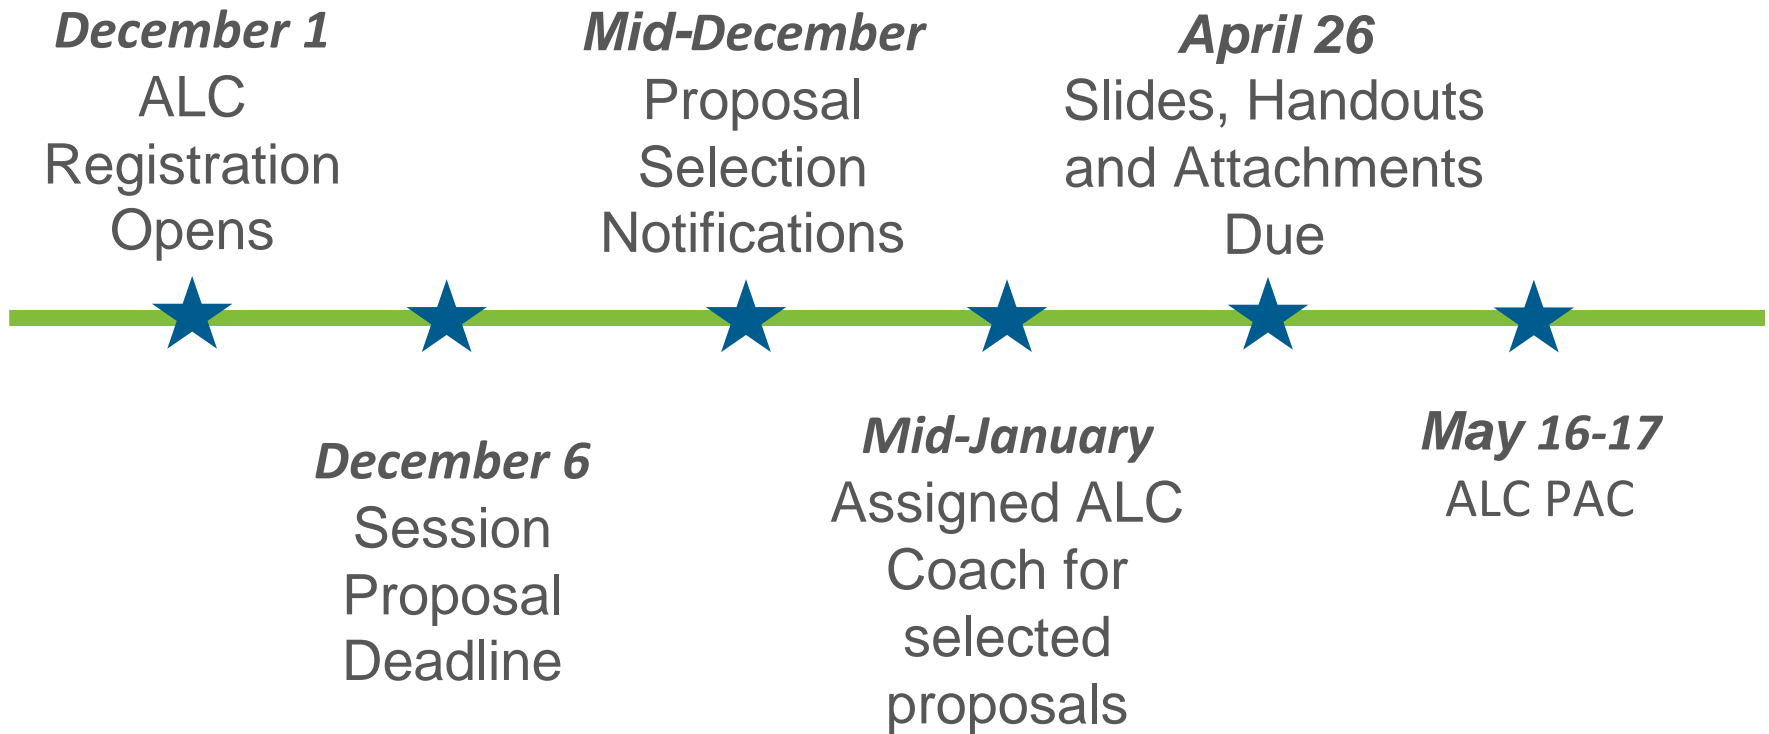 December 1
ALC
Registration
Opens
December 6
Session
Proposal
Deadline
Mid-December
Proposal
Selection
Notifications
Mid-January
Assigned ALC
Coach for
selected
proposals
April 26
Slides, Handouts
and Attachments
Due
May 16-17
ALC PAC